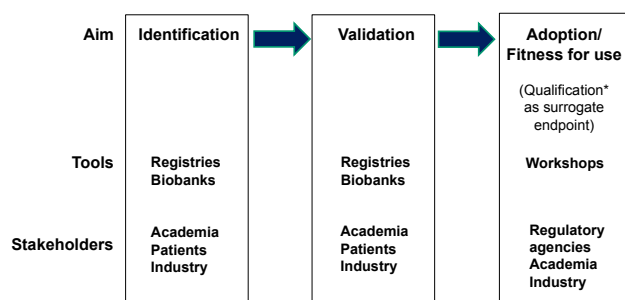 Aim
Identification
Validation
Adoption/
Fitness for use
(Qualification*
as surrogate
endpoint)
Tools
Registries
Biobanks
Registries
Biobanks
Workshops
Stakeholders
Academia
Patients
Industry
Academia
Patients
Industry
Regulatory
agencies
Academia
Industry